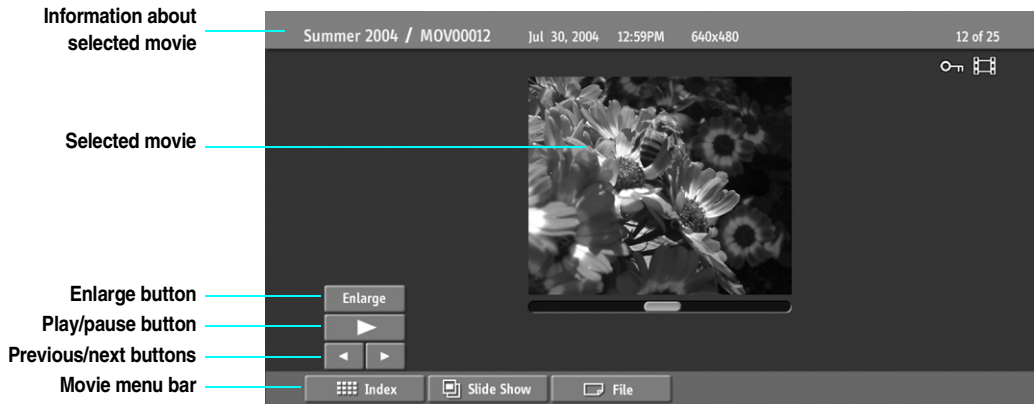 Information about
selected movie
Summer 2004 / MOV00012 Jul 30, 2004 12:59PM 640x480 12 of 25
Selected movie
Enlarge button
Enlarge
Play/pause button
Previous/next buttons
Movie menu bar
Index Slide Show File